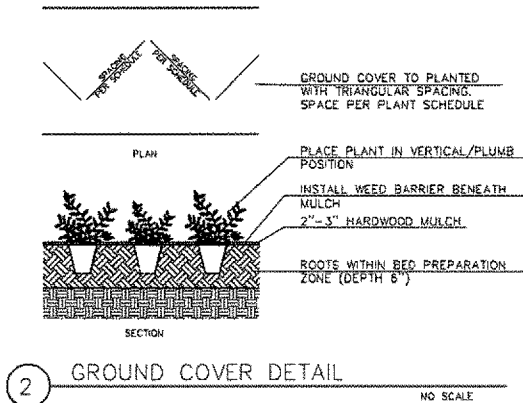 SPACING
PER SCHEDULE
SPACING
PER SCHEDULE
GROUND COVER TO PLANTED
WITH TRIANGULAR SPACING.
SPACE PER PLANT SCHEDULE
PLAN
PLACE PLANT IN VERTICAL/PLUMB
POSITION
INSTALL WEED BARRIER BENEATH
MULCH
2"-3" HARDWOOD MULCH
ROOTS WITHIN BED PREPARATION
ZONE (DEPTH 6")
SECTION
2 GROUND COVER DETAIL
NO SCALE